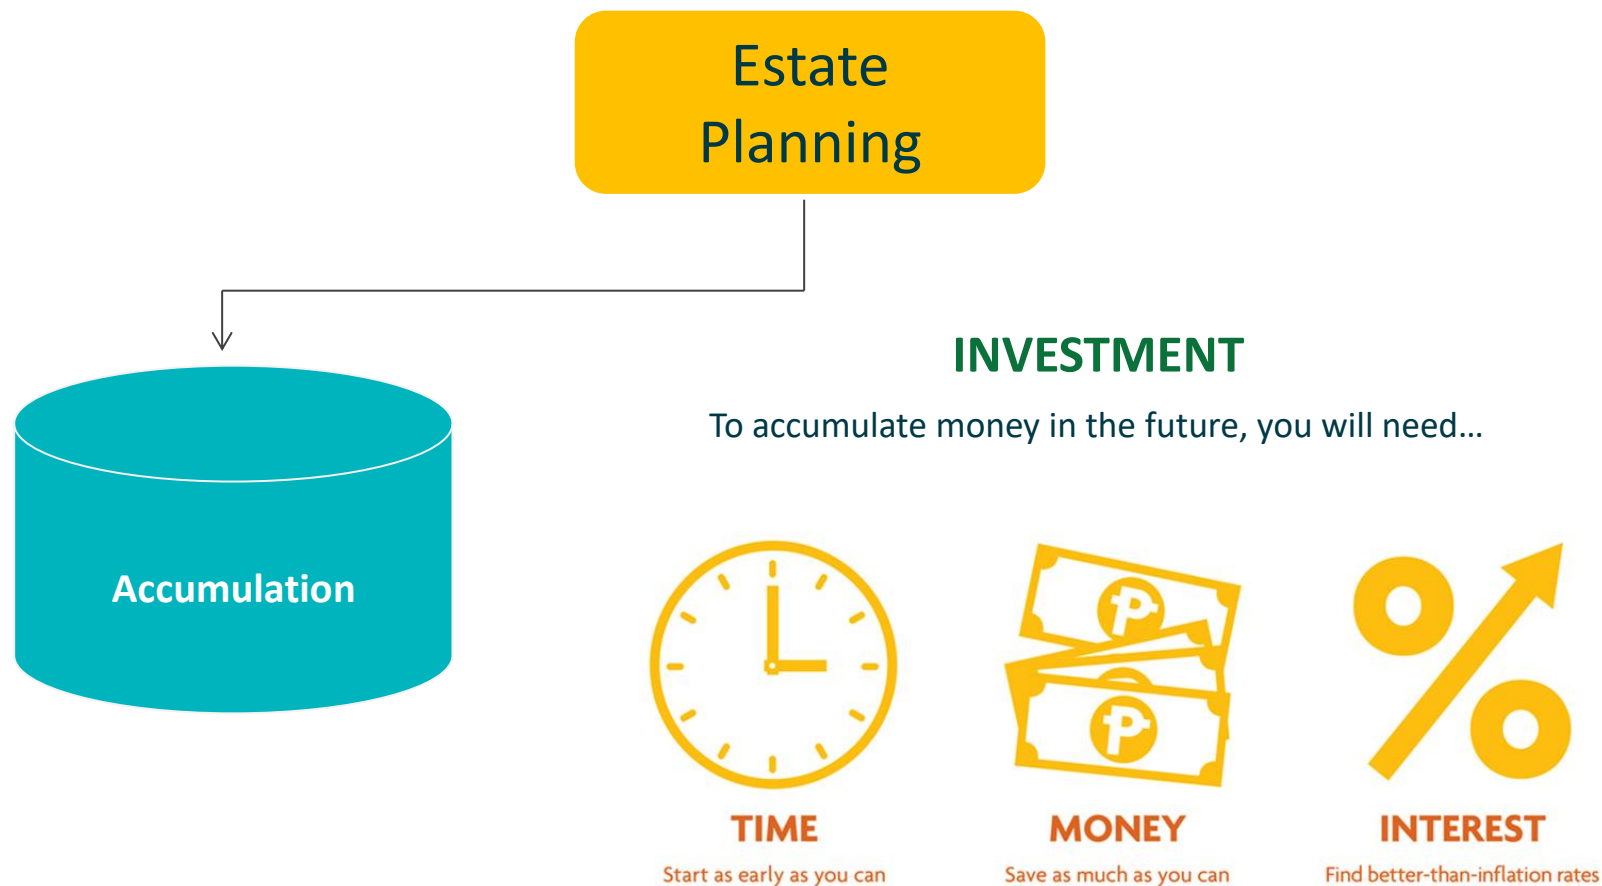 Estate
Planning
INVESTMENT
To accumulate money in the future, you will need…
Accumulation
₱
₱
TIME
MONEY
INTEREST
Start as early as you can
Save as much as you can
Find better-than-inflation rates